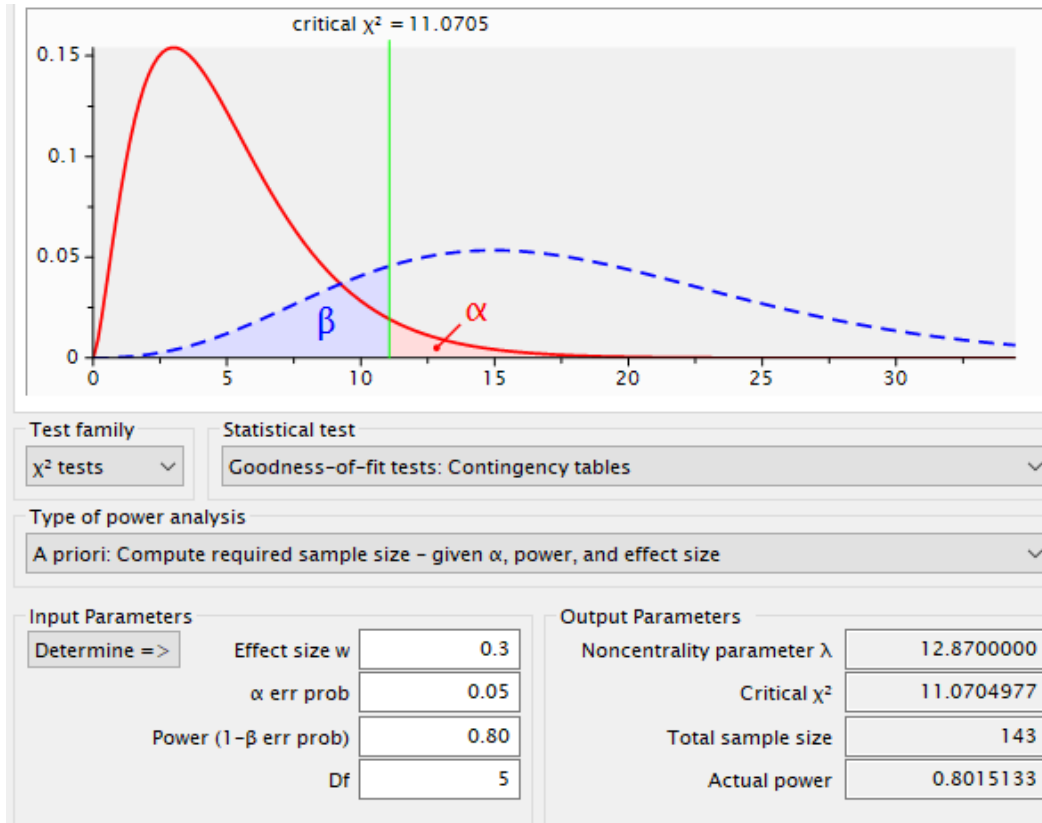 critical χ² = 11.0705
0.15
0.1
0.05
0
β
α
0 5 10 15 20 25 30
Test family Statistical test
χ² tests Goodness-of-fit tests: Contingency tables
Type of power analysis
A priori: Compute required sample size – given α, power, and effect size
Input Parameters Output Parameters
Determine => Effect size w 0.3 Noncentrality parameter λ 12.8700000
α err prob 0.05 Critical χ² 11.0704977
Power (1-β err prob) 0.80 Total sample size 143
Df 5 Actual power 0.8015133